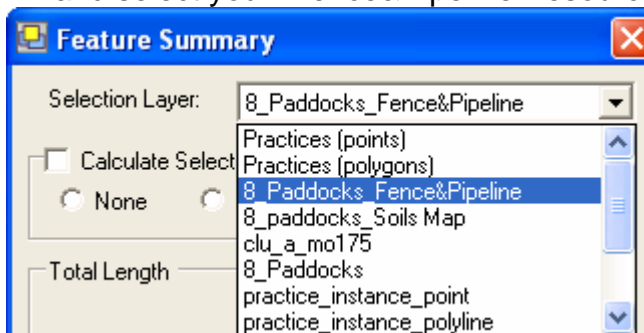 Feature Summary
Selection Layer: 8_Paddocks_Fence&Pipeline
Practices (points)
Calculate Select Practices (polygons)
None 8_Paddocks_Fence&Pipeline
8_paddocks_Soils Map
clu_a_mo175
Total Length 8_Paddocks
practice_instance_point
practice_instance_polyline